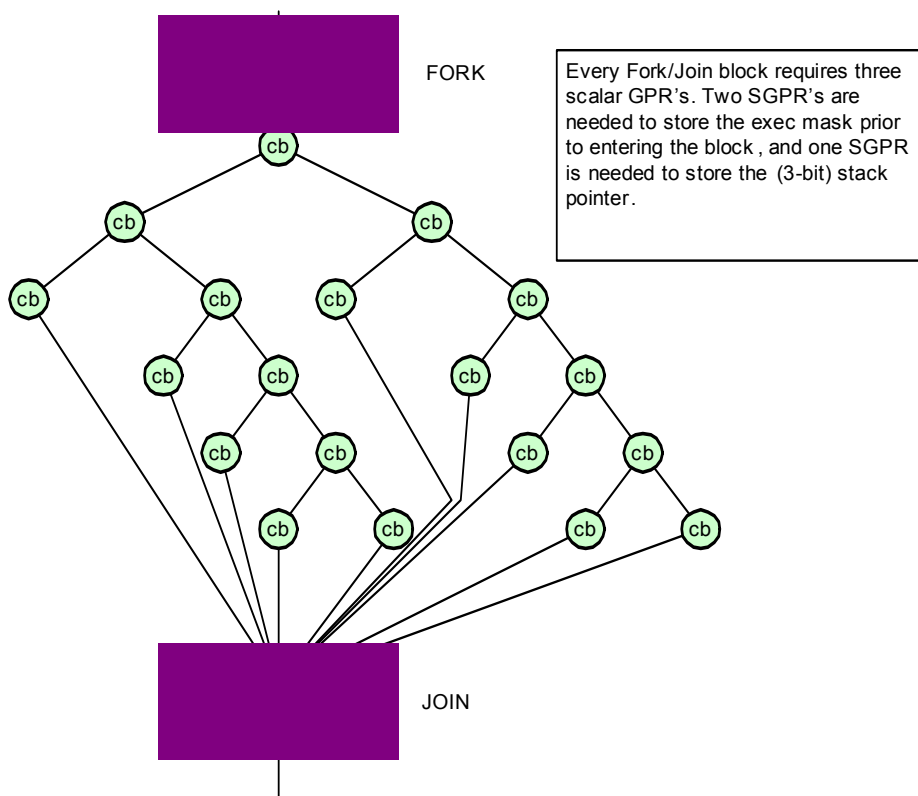 FORK
Every Fork/Join block requires three
scalar GPR's. Two SGPR's are
needed to store the exec mask prior
to entering the block , and one SGPR
is needed to store the (3-bit) stack
pointer.
cb
cb cb
cb cb cb cb
cb cb cb cb
cb cb cb cb
cb cb cb cb
JOIN